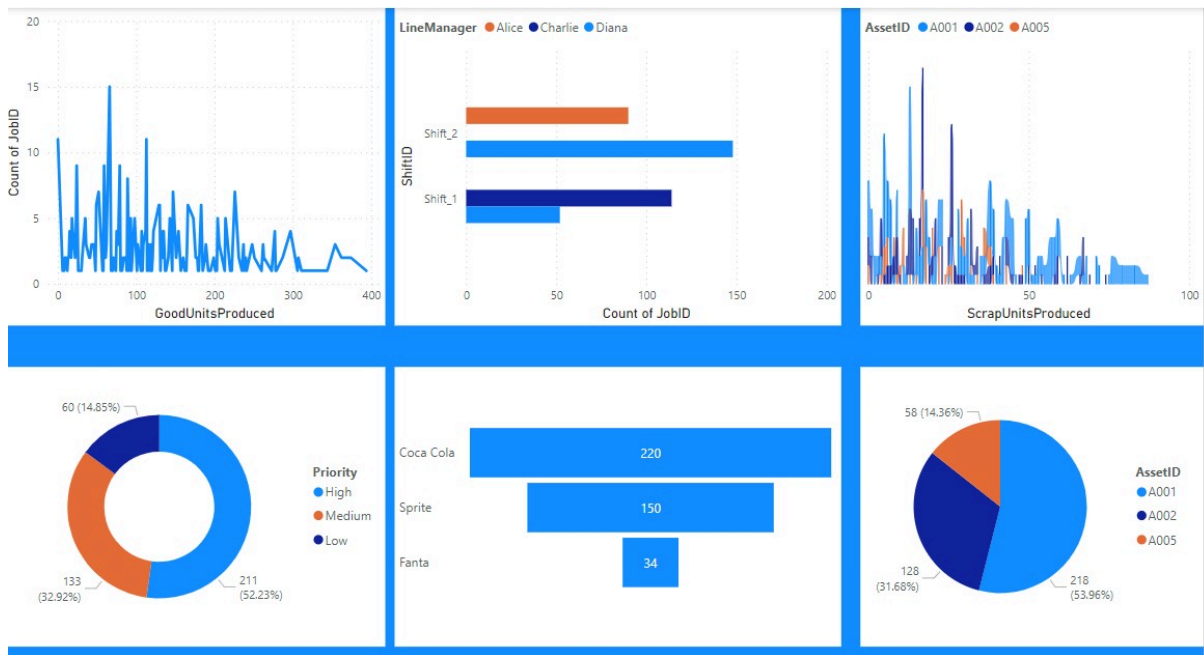 20
15
10
5
0
Count of JobID
0 100 200 300 400
GoodUnitsProduced
LineManager Alice Charlie Diana
ShiftID
Shift_2
Shift_1
0 50 100 150 200
Count of JobID
AssetID A001 A002 A005
0 50 100
ScrapUnitsProduced
60 (14.85%)
133
(32.92%)
211
(52.23%)
Priority
High
Medium
Low
Coca Cola 220
Sprite 150
Fanta 34
58 (14.36%)
128
(31.68%)
218
(53.96%)
AssetID
A001
A002
A005